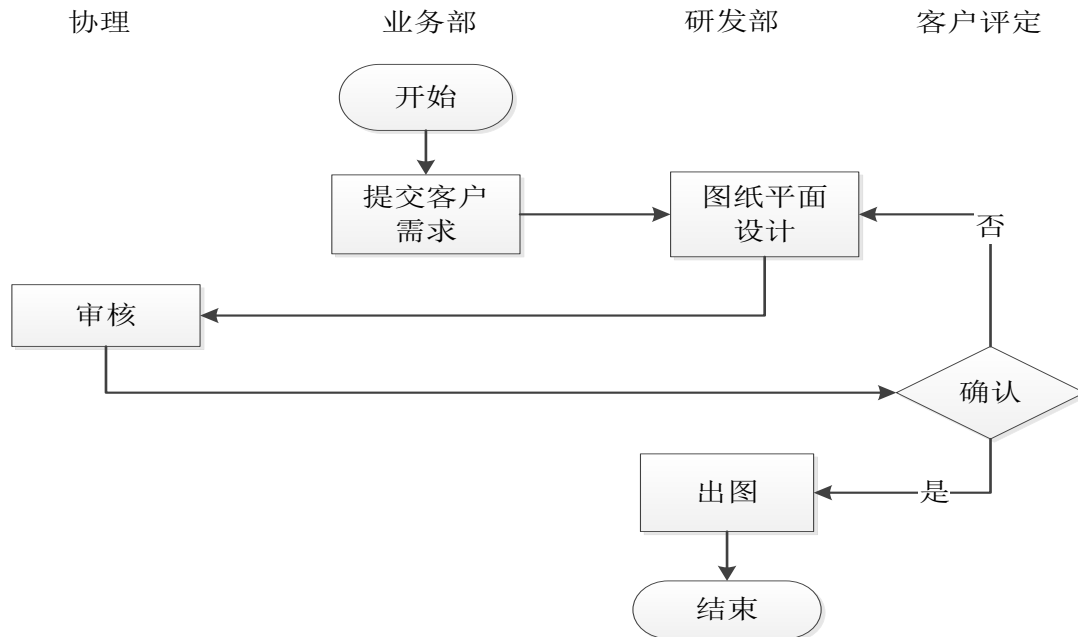 协理
业务部
研发部
客户评定
开始
提交客户
需求
图纸平面
设计
否
审核
确认
出图
是
结束